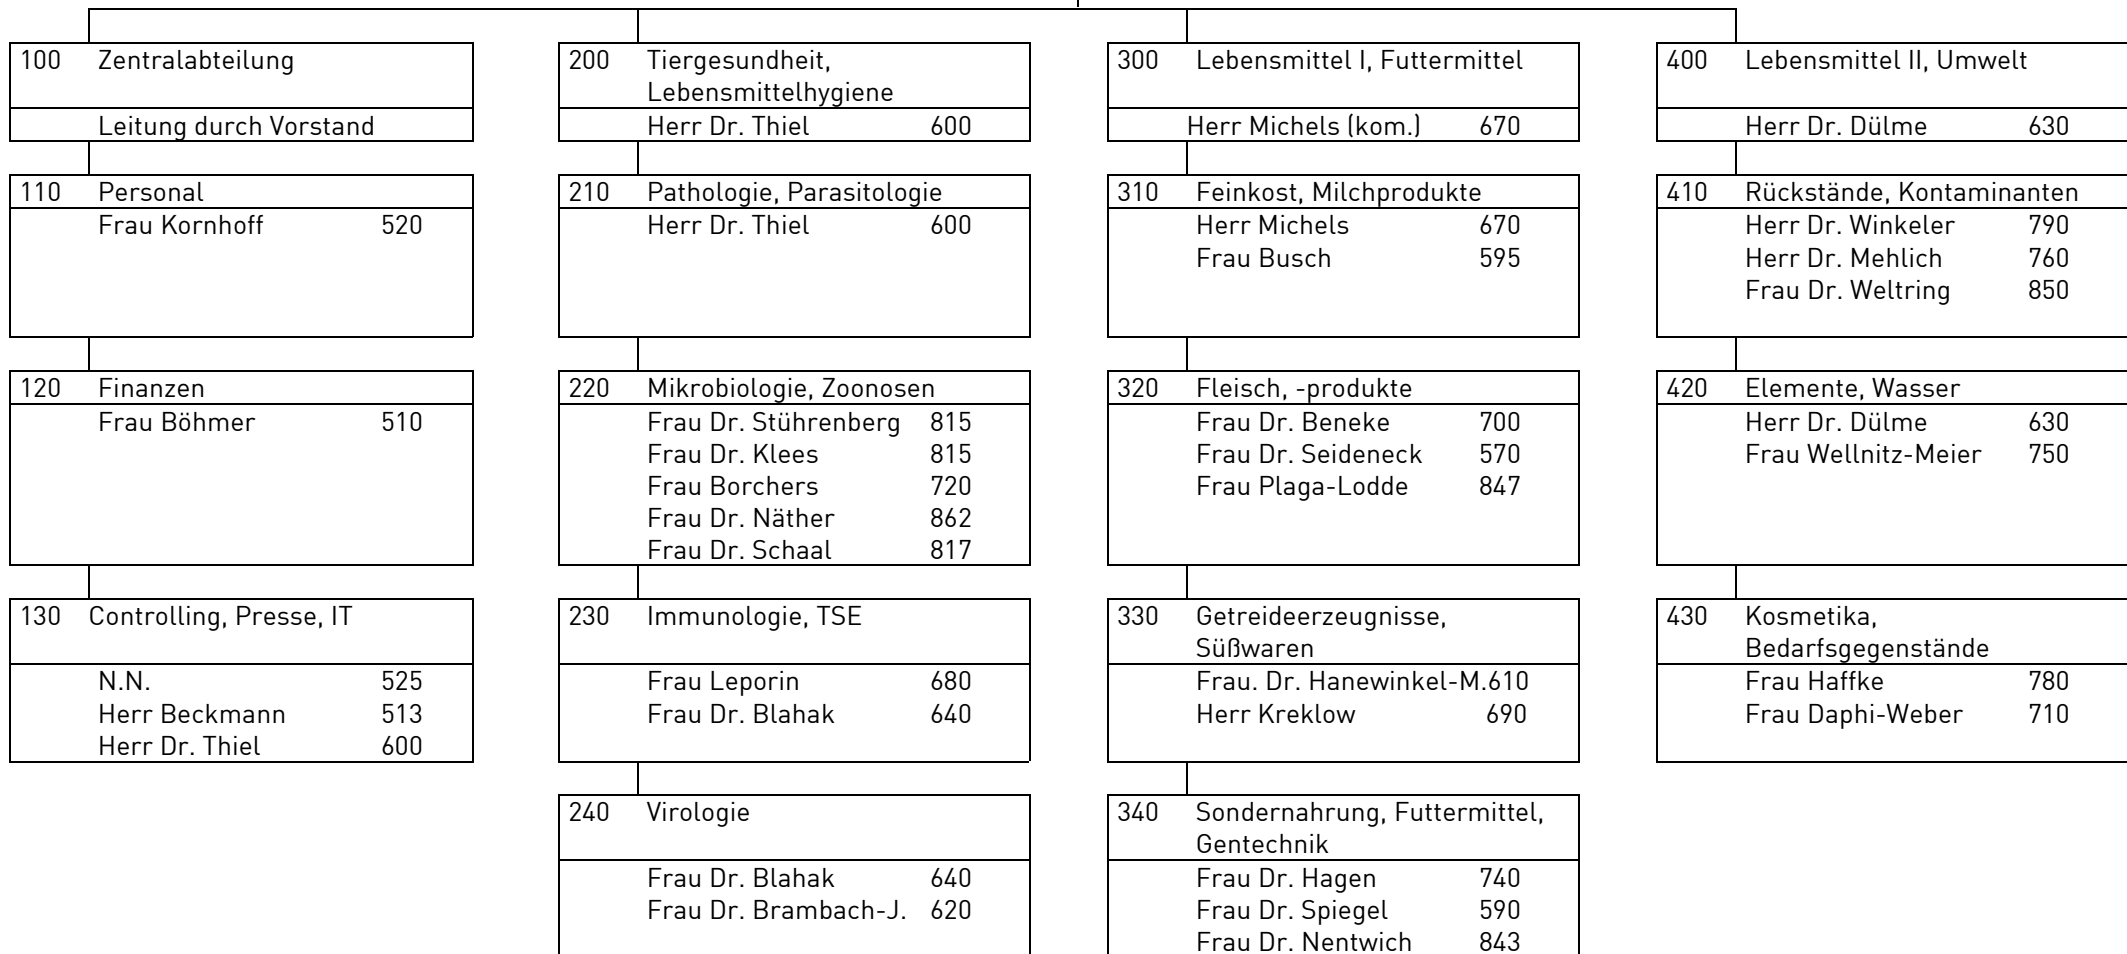 100 Zentralabteilung
Leitung durch Vorstand
110 Personal
Frau Kornhoff 520
120 Finanzen
Frau Böhmer 510
130 Controlling, Presse, IT
N.N. 525
Herr Beckmann 513
Herr Dr. Thiel 600
200 Tiergesundheit,
Lebensmittelhygiene
Herr Dr. Thiel 600
210 Pathologie, Parasitologie
Herr Dr. Thiel 600
220 Mikrobiologie, Zoonosen
Frau Dr. Stührenberg 815
Frau Dr. Klees 815
Frau Borchers 720
Frau Dr. Näther 862
Frau Dr. Schaal 817
230 Immunologie, TSE
Frau Leporin 680
Frau Dr. Blahak 640
240 Virologie
Frau Dr. Blahak 640
Frau Dr. Brambach-J. 620
300 Lebensmittel I, Futtermittel
Herr Michels (kom.) 670
310 Feinkost, Milchprodukte
Herr Michels 670
Frau Busch 595
320 Fleisch, -produkte
Frau Dr. Beneke 700
Frau Dr. Seideneck 570
Frau Plaga-Lodde 847
330 Getreideerzeugnisse,
Süßwaren
Frau. Dr. Hanewinkel-M.610
Herr Kreklow 690
340 Sondernahrung, Futtermittel,
Gentechnik
Frau Dr. Hagen 740
Frau Dr. Spiegel 590
Frau Dr. Nentwich 843
400 Lebensmittel II, Umwelt
Herr Dr. Dülme 630
410 Rückstände, Kontaminanten
Herr Dr. Winkeler 790
Herr Dr. Mehlich 760
Frau Dr. Weltring 850
420 Elemente, Wasser
Herr Dr. Dülme 630
Frau Wellnitz-Meier 750
430 Kosmetika,
Bedarfsgegenstände
Frau Haffke 780
Frau Daphi-Weber 710